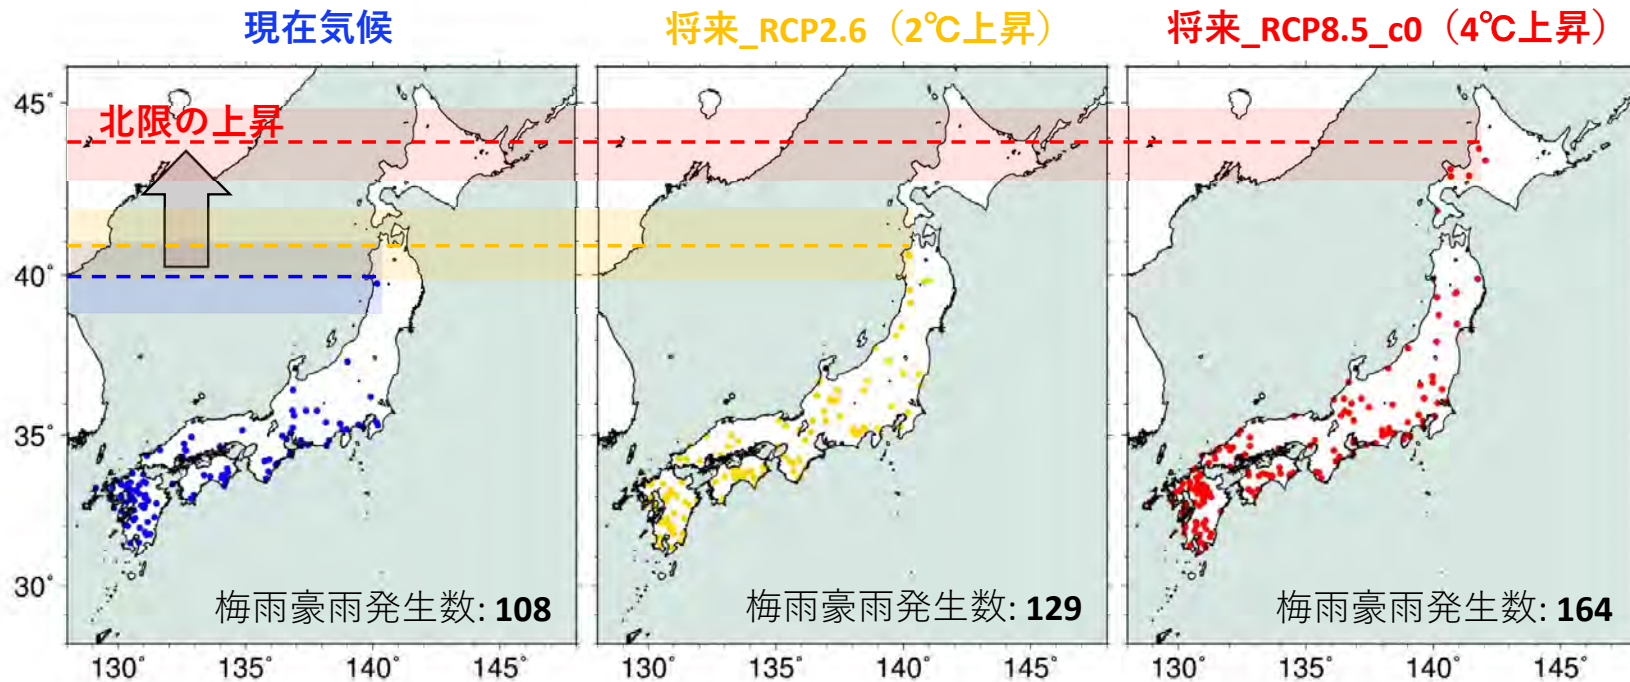 現在気候
将来_RCP2.6（2℃上昇）
将来_RCP8.5_c0（4℃上昇）
45°
北限の上昇
40°
35°
30°
梅雨豪雨発生数: 108
梅雨豪雨発生数: 129
梅雨豪雨発生数: 164
130° 135° 140° 145°
130° 135° 140° 145°
130° 135° 140° 145°